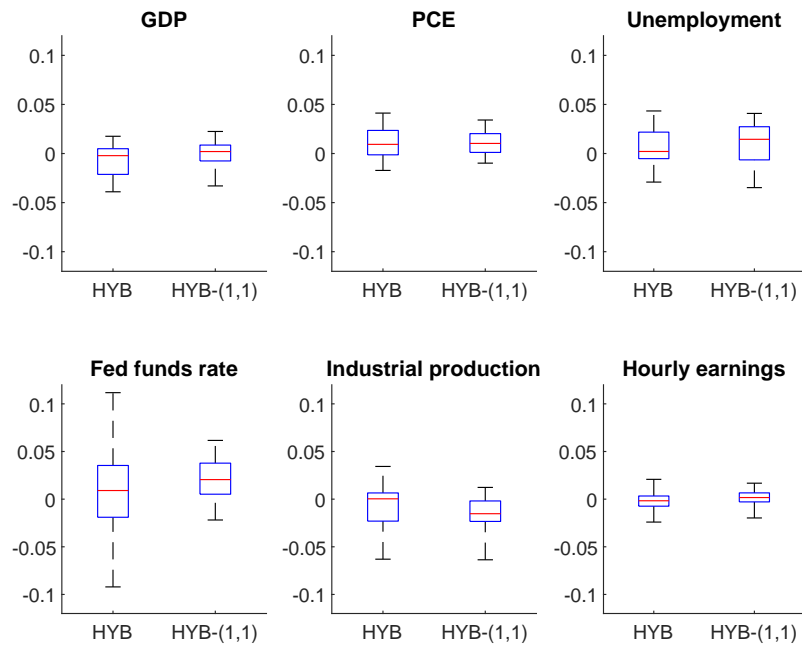 GDP PCE Unemployment
0.1 0.1 0.1
0.05 0.05 0.05
0 0 0
-0.05 -0.05 -0.05
-0.1 -0.1 -0.1
HYB HYB-(1,1) HYB HYB-(1,1) HYB HYB-(1,1)
Fed funds rate Industrial production Hourly earnings
0.1 0.1 0.1
0.05 0.05 0.05
0 0 0
-0.05 -0.05 -0.05
-0.1 -0.1 -0.1
HYB HYB-(1,1) HYB HYB-(1,1) HYB HYB-(1,1)